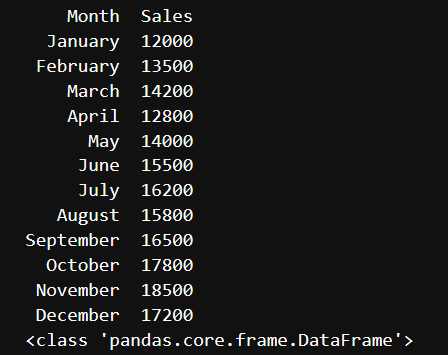 Month Sales
January 12000
February 13500
March 14200
April 12800
May 14000
June 15500
July 16200
August 15800
September 16500
October 17800
November 18500
December 17200
<class 'pandas.core.frame.DataFrame'>